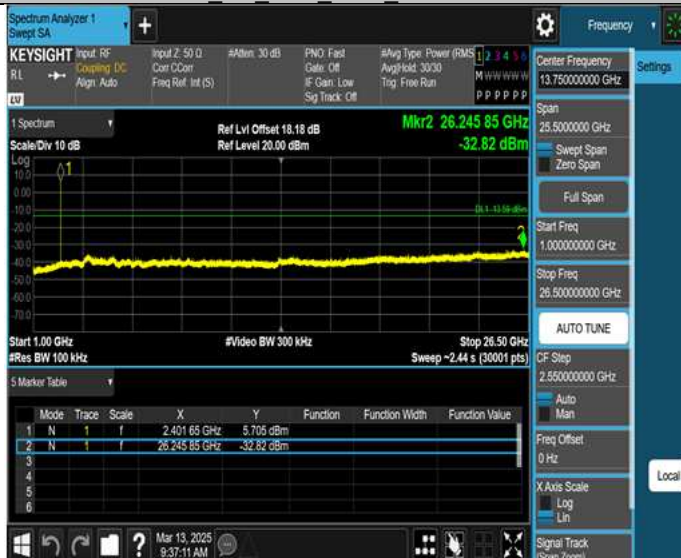 Spectrum Analyzer 1
Swept SA
Frequency
KEYSIGHT
Input: RF
Coupling: DC
Align: Auto
Input Z: 50 Ω
Corr CCorr
Freq Ref: Int (S)
#Atten: 30 dB
PNO: Fast
Gate: Off
IF Gain: Low
Sig Track: Off
#Avg Type: Power (RMS
Avg|Hold: 30/30
Trig: Free Run
1 2 3 4 5 6
M W W W W W
P P P P P P
RL
LV
Center Frequency
13.750000000 GHz
Settings
Span
25.5000000 GHz
Swept Span
Zero Span
Full Span
Start Freq
1.000000000 GHz
Stop Freq
26.500000000 GHz
AUTO TUNE
CF Step
2.550000000 GHz
Auto
Man
Freq Offset
0 Hz
X Axis Scale
Log
Lin
Local
Signal Track
(Span Zoom)
1 Spectrum
Scale/Div 10 dB
Ref Lvl Offset 18.18 dB
Ref Level 20.00 dBm
Mkr2 26.245 85 GHz
-32.82 dBm
Log
10.0
0.00
-10.0
-20.0
-30.0
-40.0
-50.0
-60.0
-70.0
1
DL1 -13.59 dBm
Start 1.00 GHz
#Res BW 100 kHz
#Video BW 300 kHz
Stop 26.50 GHz
Sweep ~2.44 s (30001 pts)
5 Marker Table
Mode Trace Scale X Y Function Function Width Function Value
1 N 1 f 2.401 65 GHz 5.705 dBm
2 N 1 f 26.245 85 GHz -32.82 dBm
3
4
5
6
?
Mar 13, 2025
9:37:11 AM